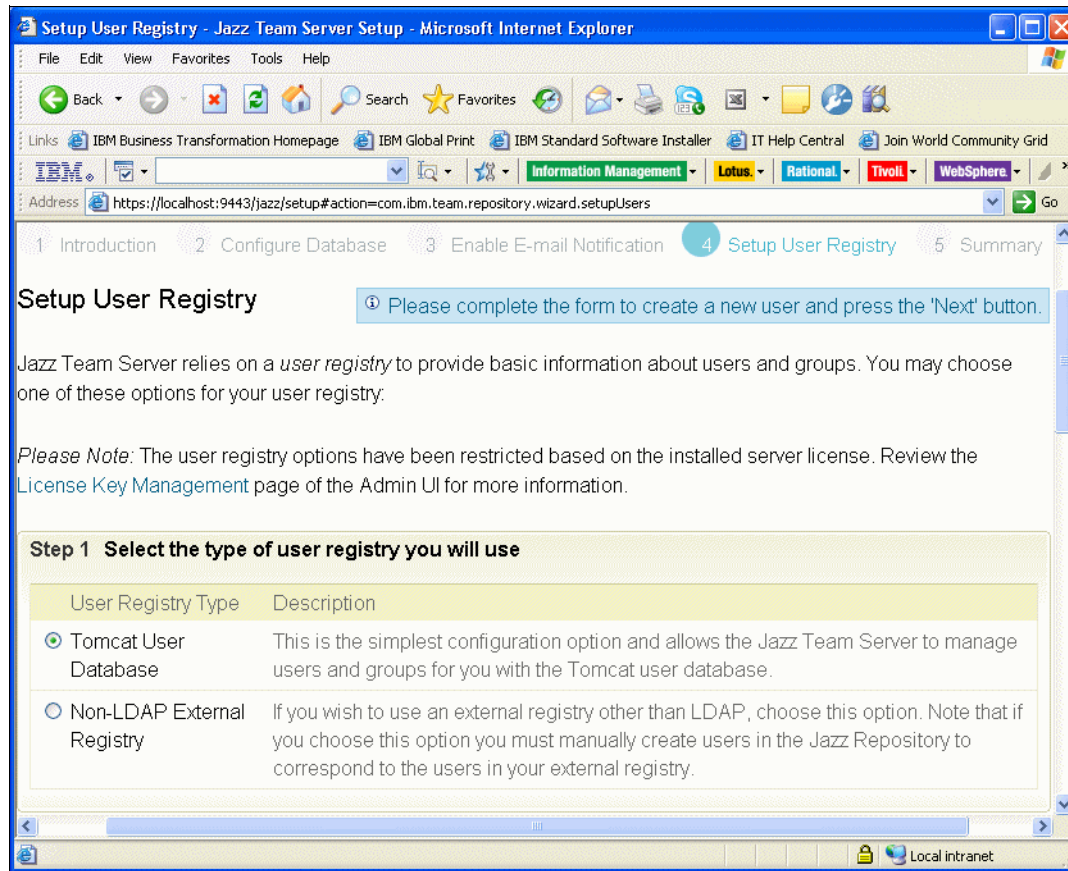 Setup User Registry - Jazz Team Server Setup - Microsoft Internet Explorer
File Edit View Favorites Tools Help
Back Search Favorites
Links IBM Business Transformation Homepage IBM Global Print IBM Standard Software Installer IT Help Central Join World Community Grid
IBM Information Management Lotus. Rational. Tivoli. WebSphere. »
Address https://localhost:9443/jazz/setup#action=com.ibm.team.repository.wizard.setupUsers Go
1 Introduction 2 Configure Database 3 Enable E-mail Notification 4 Setup User Registry 5 Summary
Setup User Registry Please complete the form to create a new user and press the 'Next' button.
Jazz Team Server relies on a user registry to provide basic information about users and groups. You may choose
one of these options for your user registry:
Please Note: The user registry options have been restricted based on the installed server license. Review the
License Key Management page of the Admin UI for more information.
Step 1 Select the type of user registry you will use
User Registry Type Description
Tomcat User Database
This is the simplest configuration option and allows the Jazz Team Server to manage
users and groups for you with the Tomcat user database.
Non-LDAP External
Registry
If you wish to use an external registry other than LDAP, choose this option. Note that if
you choose this option you must manually create users in the Jazz Repository to
correspond to the users in your external registry.
Local intranet